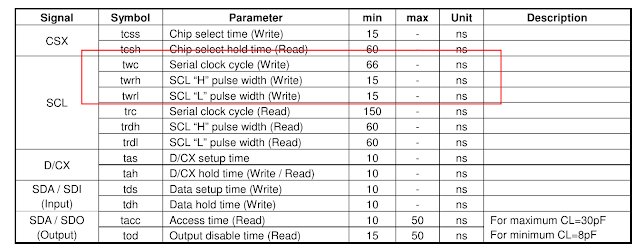 Signal Symbol Parameter min max Unit Description
CSX tcss Chip select time (Write) 15 - ns
tcsh Chip select hold time (Read) 60 - ns
SCL twc Serial clock cycle (Write) 66 - ns
twrh SCL “H” pulse width (Write) 15 - ns
twrl SCL “L” pulse width (Write) 15 - ns
trc Serial clock cycle (Read) 150 - ns
trdh SCL “H” pulse width (Read) 60 - ns
trdl SCL “L” pulse width (Read) 60 - ns
D/CX tas D/CX setup time 10 - ns
tah D/CX hold time (Write / Read) 10 - ns
SDA / SDI (Input) tds Data setup time (Write) 10 - ns
tdh Data hold time (Write) 10 - ns
SDA / SDO (Output) tacc Access time (Read) 10 50 ns For maximum CL=30pF
tod Output disable time (Read) 15 50 ns For minimum CL=8pF